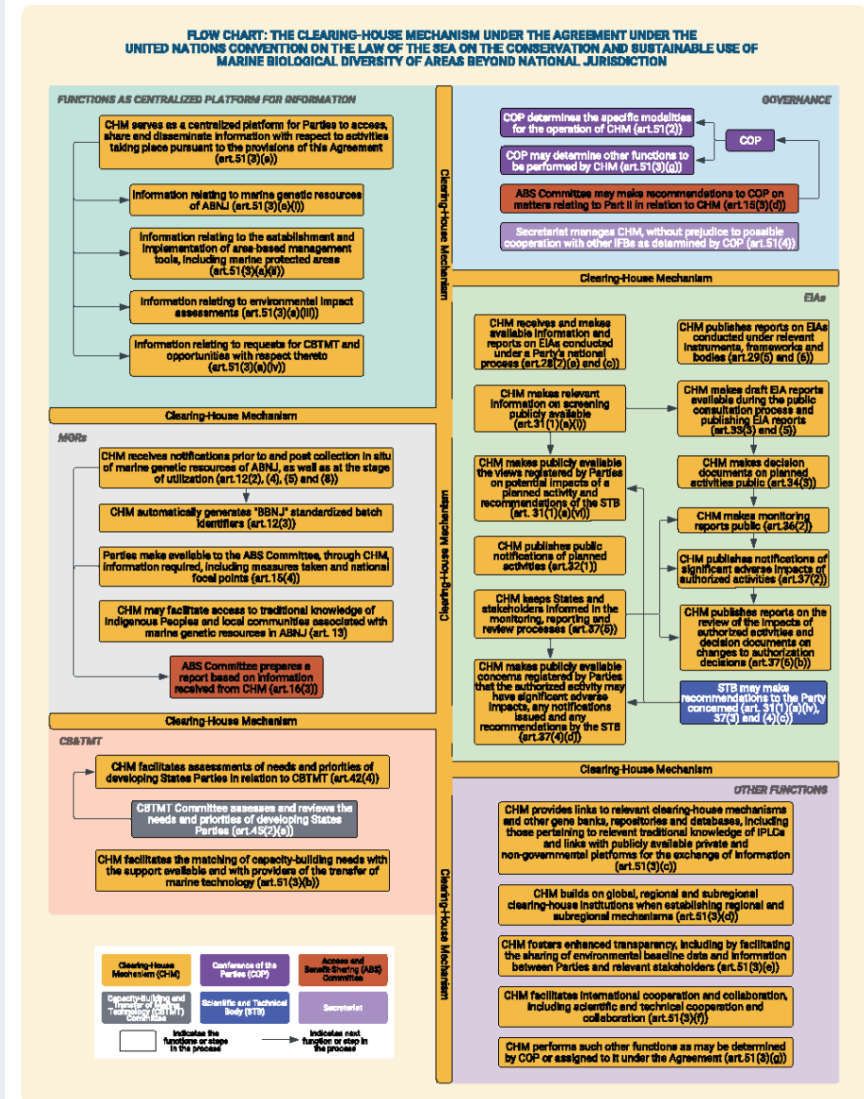 FLOW CHART: THE CLEARING-HOUSE MECHANISM UNDER THE AGREEMENT UNDER THE
UNITED NATIONS CONVENTION ON THE LAW OF THE SEA ON THE CONSERVATION AND SUSTAINABLE USE OF
MARINE BIOLOGICAL DIVERSITY OF AREAS BEYOND NATIONAL JURISDICTION
FUNCTIONS AS CENTRALIZED PLATFORM FOR INFORMATION
CHM serves as a centralized platform for Parties to access,
share and disseminate information with respect to activities
taking place pursuant to the provisions of this Agreement
(art.51(3)(a))
Information relating to marine genetic resources
of ABNJ (art.51(3)(a)(i))
Information relating to the establishment and
implementation of area-based management
tools, including marine protected areas
(art.51(3)(a)(ii))
Information relating to environmental impact
assessments (art.51(3)(a)(iii))
Information relating to requests for CBTMT and
opportunities with respect thereto
(art.51(3)(a)(iv))
Clearing-House Mechanism
MGRs
CHM receives notifications prior to and post collection in situ
of marine genetic resources of ABNJ, as well as at the stage
of utilization (art.12(2), (4), (5) and (8))
CHM automatically generates "BBNJ" standardized batch
identifiers (art.12(3))
Parties make available to the ABS Committee, through CHM,
information required, including measures taken and national
focal points (art.15(4))
CHM may facilitate access to traditional knowledge of
Indigenous Peoples and local communities associated with
marine genetic resources in ABNJ (art. 13)
ABS Committee prepares a
report based on information
received from CHM (art.16(3))
Clearing-House Mechanism
CB&TMT
CHM facilitates assessments of needs and priorities of
developing States Parties in relation to CBTMT (art.42(4))
CBTMT Committee assesses and reviews the
needs and priorities of developing States
Parties (art.45(2)(a))
CHM facilitates the matching of capacity-building needs with
the support available and with providers of the transfer of
marine technology (art.51(3)(b))
Clearing-House Mechanism
Clearing-House Mechanism
Clearing-House Mechanism
GOVERNANCE
COP determines the specific modalities
for the operation of CHM (art.51(2))
COP
COP may determine other functions to
be performed by CHM (art.51(3)(g))
ABS Committee may make recommendations to COP on
matters relating to Part II in relation to CHM (art.15(3)(d))
Secretariat manages CHM, without prejudice to possible
cooperation with other IFBs as determined by COP (art.51(4))
Clearing-House Mechanism
EIAs
CHM receives and makes
available information and
reports on EIAs conducted
under a Party's national
process (art.28(2)(a) and (c))
CHM publishes reports on EIAs
conducted under relevant
instruments, frameworks and
bodies (art.29(5) and (6))
CHM makes relevant
information on screening
publicly available
(art.31(1)(a)(i))
CHM makes draft EIA reports
available during the public
consultation process and
publishing EIA reports
(art.33(3) and (5))
CHM makes publicly available
the views registered by Parties
on potential impacts of a
planned activity and
recommendations of the STB
(art. 31(1)(a)(vi))
CHM makes decision
documents on planned
activities public (art.34(3))
CHM makes monitoring
reports public (art.36(2))
CHM publishes public
notifications of planned
activities (art.32(1))
CHM publishes notifications of
significant adverse impacts of
authorized activities (art.37(2))
CHM keeps States and
stakeholders informed in the
monitoring, reporting and
review processes (art.37(5))
CHM publishes reports on the
review of the impacts of
authorized activities and
decision documents on
changes to authorization
decisions (art.37(5)(b))
CHM makes publicly available
concerns registered by Parties
that the authorized activity may
have significant adverse
impacts, any notifications
issued and any
recommendations by the STB
(art.37(4)(d))
STB may make
recommendations to the Party
concerned (art. 31(1)(a)(iv),
37(3) and (4)(c))
Clearing-House Mechanism
OTHER FUNCTIONS
CHM provides links to relevant clearing-house mechanisms
and other gene banks, repositories and databases, including
those pertaining to relevant traditional knowledge of IPLCs
and links with publicly available private and
non-governmental platforms for the exchange of information
(art.51(3)(c))
CHM builds on global, regional and subregional
clearing-house institutions when establishing regional and
subregional mechanisms (art.51(3)(d))
CHM fosters enhanced transparency, including by facilitating
the sharing of environmental baseline data and information
between Parties and relevant stakeholders (art.51(3)(e))
CHM facilitates international cooperation and collaboration,
including scientific and technical cooperation and
collaboration (art.51(3)(f))
CHM performs such other functions as may be determined
by COP or assigned to it under the Agreement (art.51(3)(g))
Clearing-House
Mechanism (CHM)
Conference of the
Parties (COP)
Access and
Benefit-Sharing (ABS)
Committee
Capacity-Building and
Transfer of Marine
Technology (CBTMT)
Committee
Scientific and Technical
Body (STB)
Secretariat
Indicates the
functions or steps
in the process
Indicates next
function or step in
the process